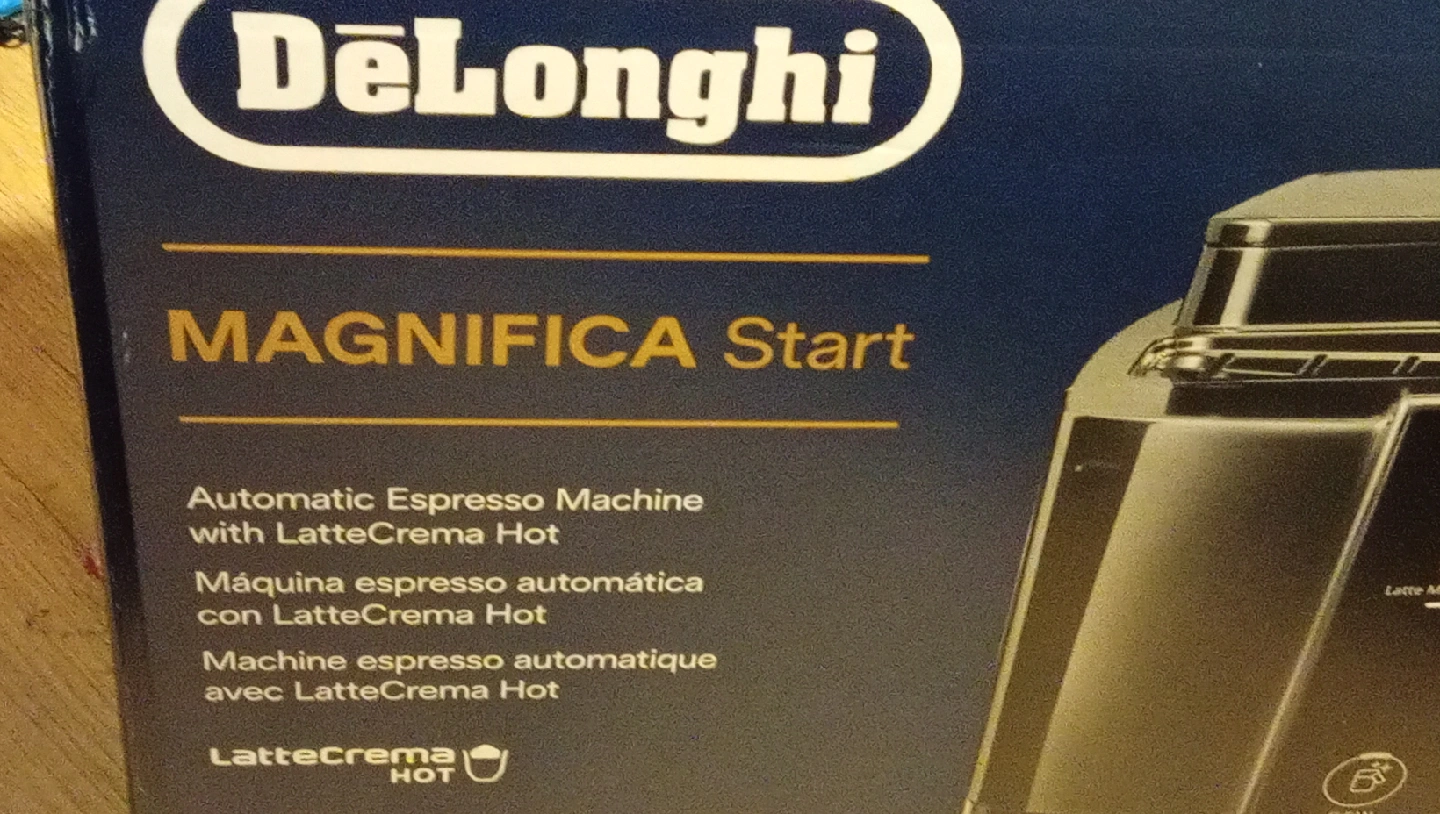 DēLonghi
MAGNIFICA Start
Automatic Espresso Machine
with LatteCrema Hot
Máquina espresso automática
con LatteCrema Hot
Machine espresso automatique
avec LatteCrema Hot
LatteCrema
HOT
Latte